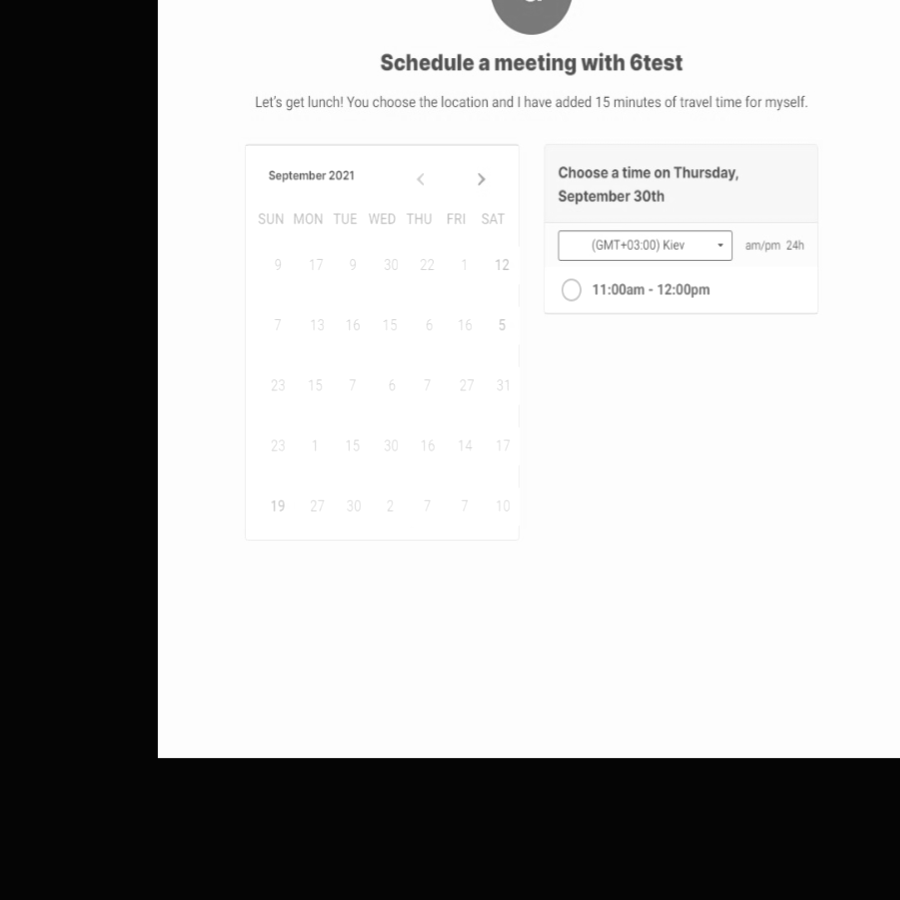 Schedule a meeting with 6test
Let's get lunch! You choose the location and I have added 15 minutes of travel time for myself.
September 2021
SUN MON TUE WED THU FRI SAT
9 17 9 30 22 1 12
7 13 16 15 6 16 5
23 15 7 6 7 27 31
23 1 15 30 16 14 17
19 27 30 2 7 7 10
Choose a time on Thursday,
September 30th
(GMT+03:00) Kiev am/pm 24h
11:00am - 12:00pm